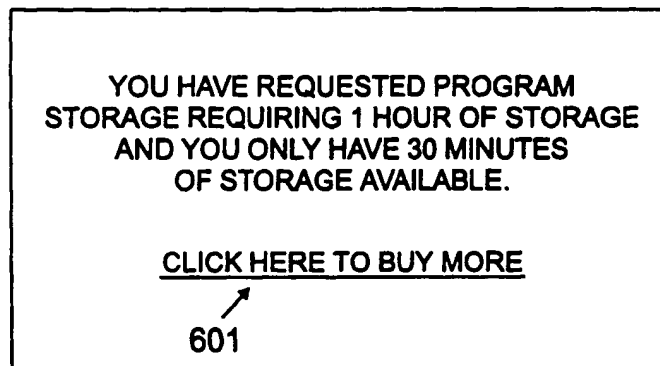 YOU HAVE REQUESTED PROGRAM
STORAGE REQUIRING 1 HOUR OF STORAGE
AND YOU ONLY HAVE 30 MINUTES
OF STORAGE AVAILABLE.
CLICK HERE TO BUY MORE
601